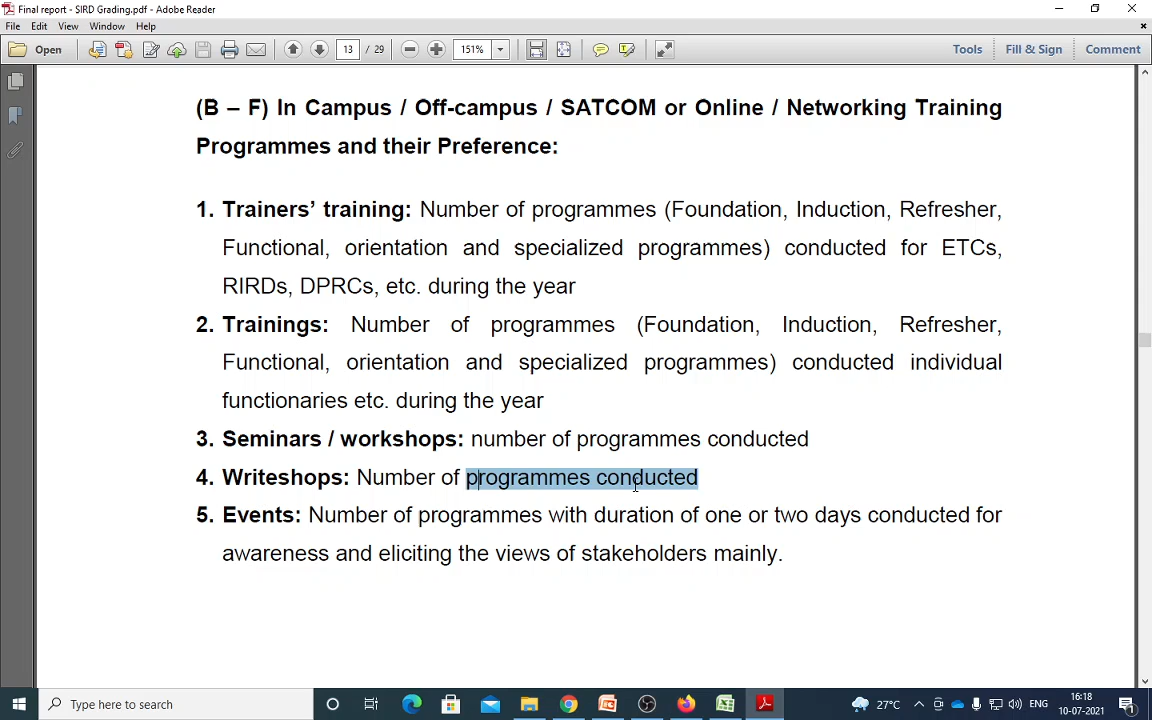 Final report - SIRD Grading.pdf - Adobe Reader
File Edit View Window Help
Open 13 / 29 151% Tools Fill & Sign Comment
(B – F) In Campus / Off-campus / SATCOM or Online / Networking Training
Programmes and their Preference:
1. Trainers’ training: Number of programmes (Foundation, Induction, Refresher,
Functional, orientation and specialized programmes) conducted for ETCs,
RIRDs, DPRCs, etc. during the year
2. Trainings: Number of programmes (Foundation, Induction, Refresher,
Functional, orientation and specialized programmes) conducted individual
functionaries etc. during the year
3. Seminars / workshops: number of programmes conducted
4. Writeshops: Number of programmes conducted
5. Events: Number of programmes with duration of one or two days conducted for
awareness and eliciting the views of stakeholders mainly.
Type here to search 27°C ENG 16:18
10-07-2021
1